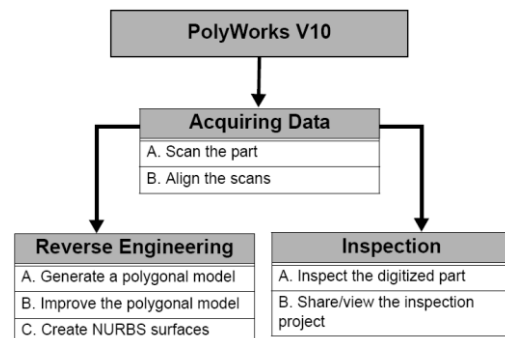 PolyWorks V10
Acquiring Data
A. Scan the part
B. Align the scans
Reverse Engineering
A. Generate a polygonal model
B. Improve the polygonal model
C. Create NURBS surfaces
Inspection
A. Inspect the digitized part
B. Share/view the inspection
project